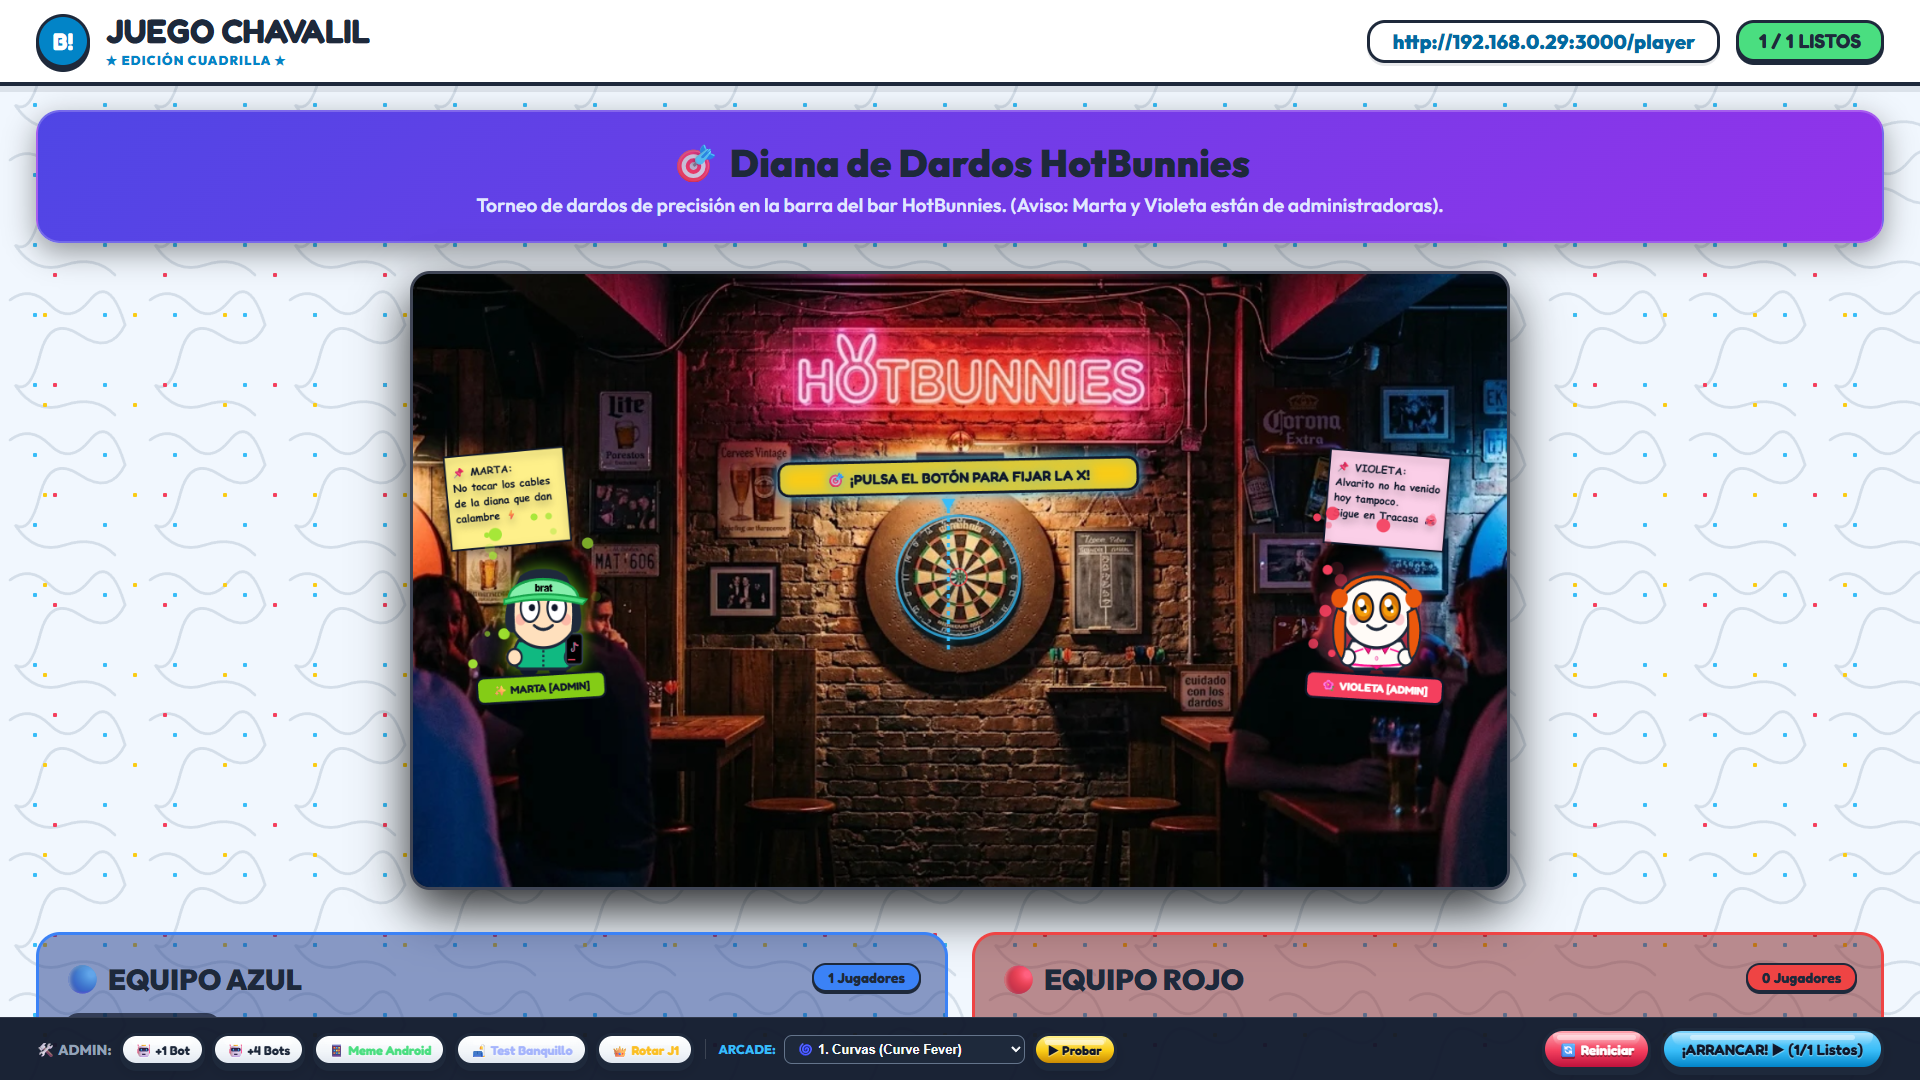 B!
JUEGO CHAVALIL
★ EDICIÓN CUADRILLA ★
http://192.168.0.29:3000/player
1 / 1 LISTOS
Diana de Dardos HotBunnies
Torneo de dardos de precisión en la barra del bar HotBunnies. (Aviso: Marta y Violeta están de administradoras).
HOTBUNNIES
Lite
Corona
Extra
EK
Cervees Vintage
MARTA:
No tocar los cables
de la diana que dan
calambre
¡PULSA EL BOTÓN PARA FIJAR LA X!
VIOLETA:
Alvarito no ha venido
hoy tampoco.
Sigue en Tracasa
MAT 606
brat
MARTA [ADMIN]
VIOLETA [ADMIN]
cuidado
con los
dardos
EQUIPO AZUL
1 Jugadores
EQUIPO ROJO
0 Jugadores
ADMIN:
+1 Bot
+4 Bots
Meme Android
Test Banquillo
Rotar J1
ARCADE:
1. Curvas (Curve Fever)
▶ Probar
Reiniciar
¡ARRANCAR! ▶ (1/1 Listos)